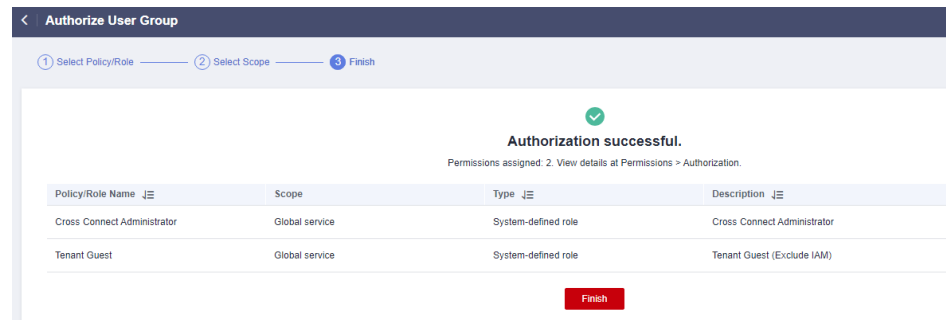 Authorize User Group
1 Select Policy/Role 2 Select Scope 3 Finish
Authorization successful.
Permissions assigned: 2. View details at Permissions > Authorization.
Policy/Role Name Scope Type Description
Cross Connect Administrator Global service System-defined role Cross Connect Administrator
Tenant Guest Global service System-defined role Tenant Guest (Exclude IAM)
Finish